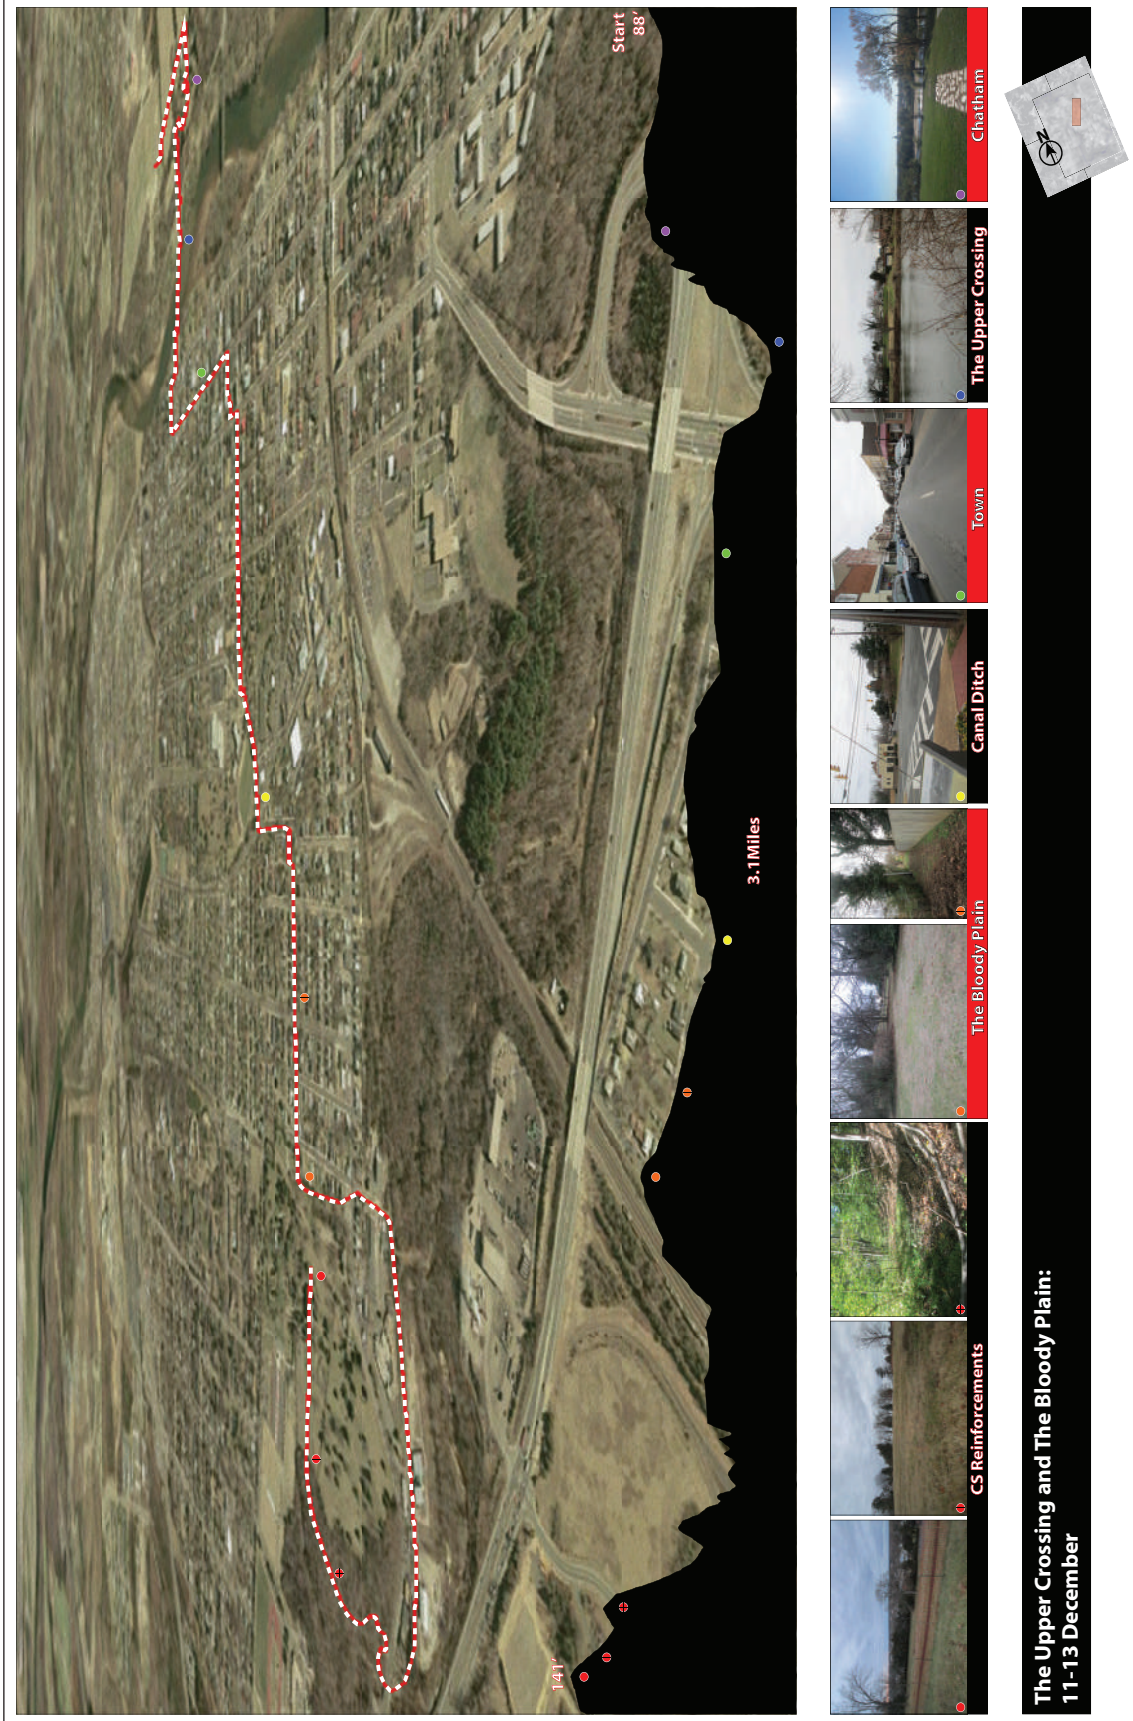 Start
88'
3.1Miles
141'
Chatham
The Upper Crossing
Town
Canal Ditch
The Bloody Plain
CS Reinforcements
The Upper Crossing and The Bloody Plain:
11-13 December
N